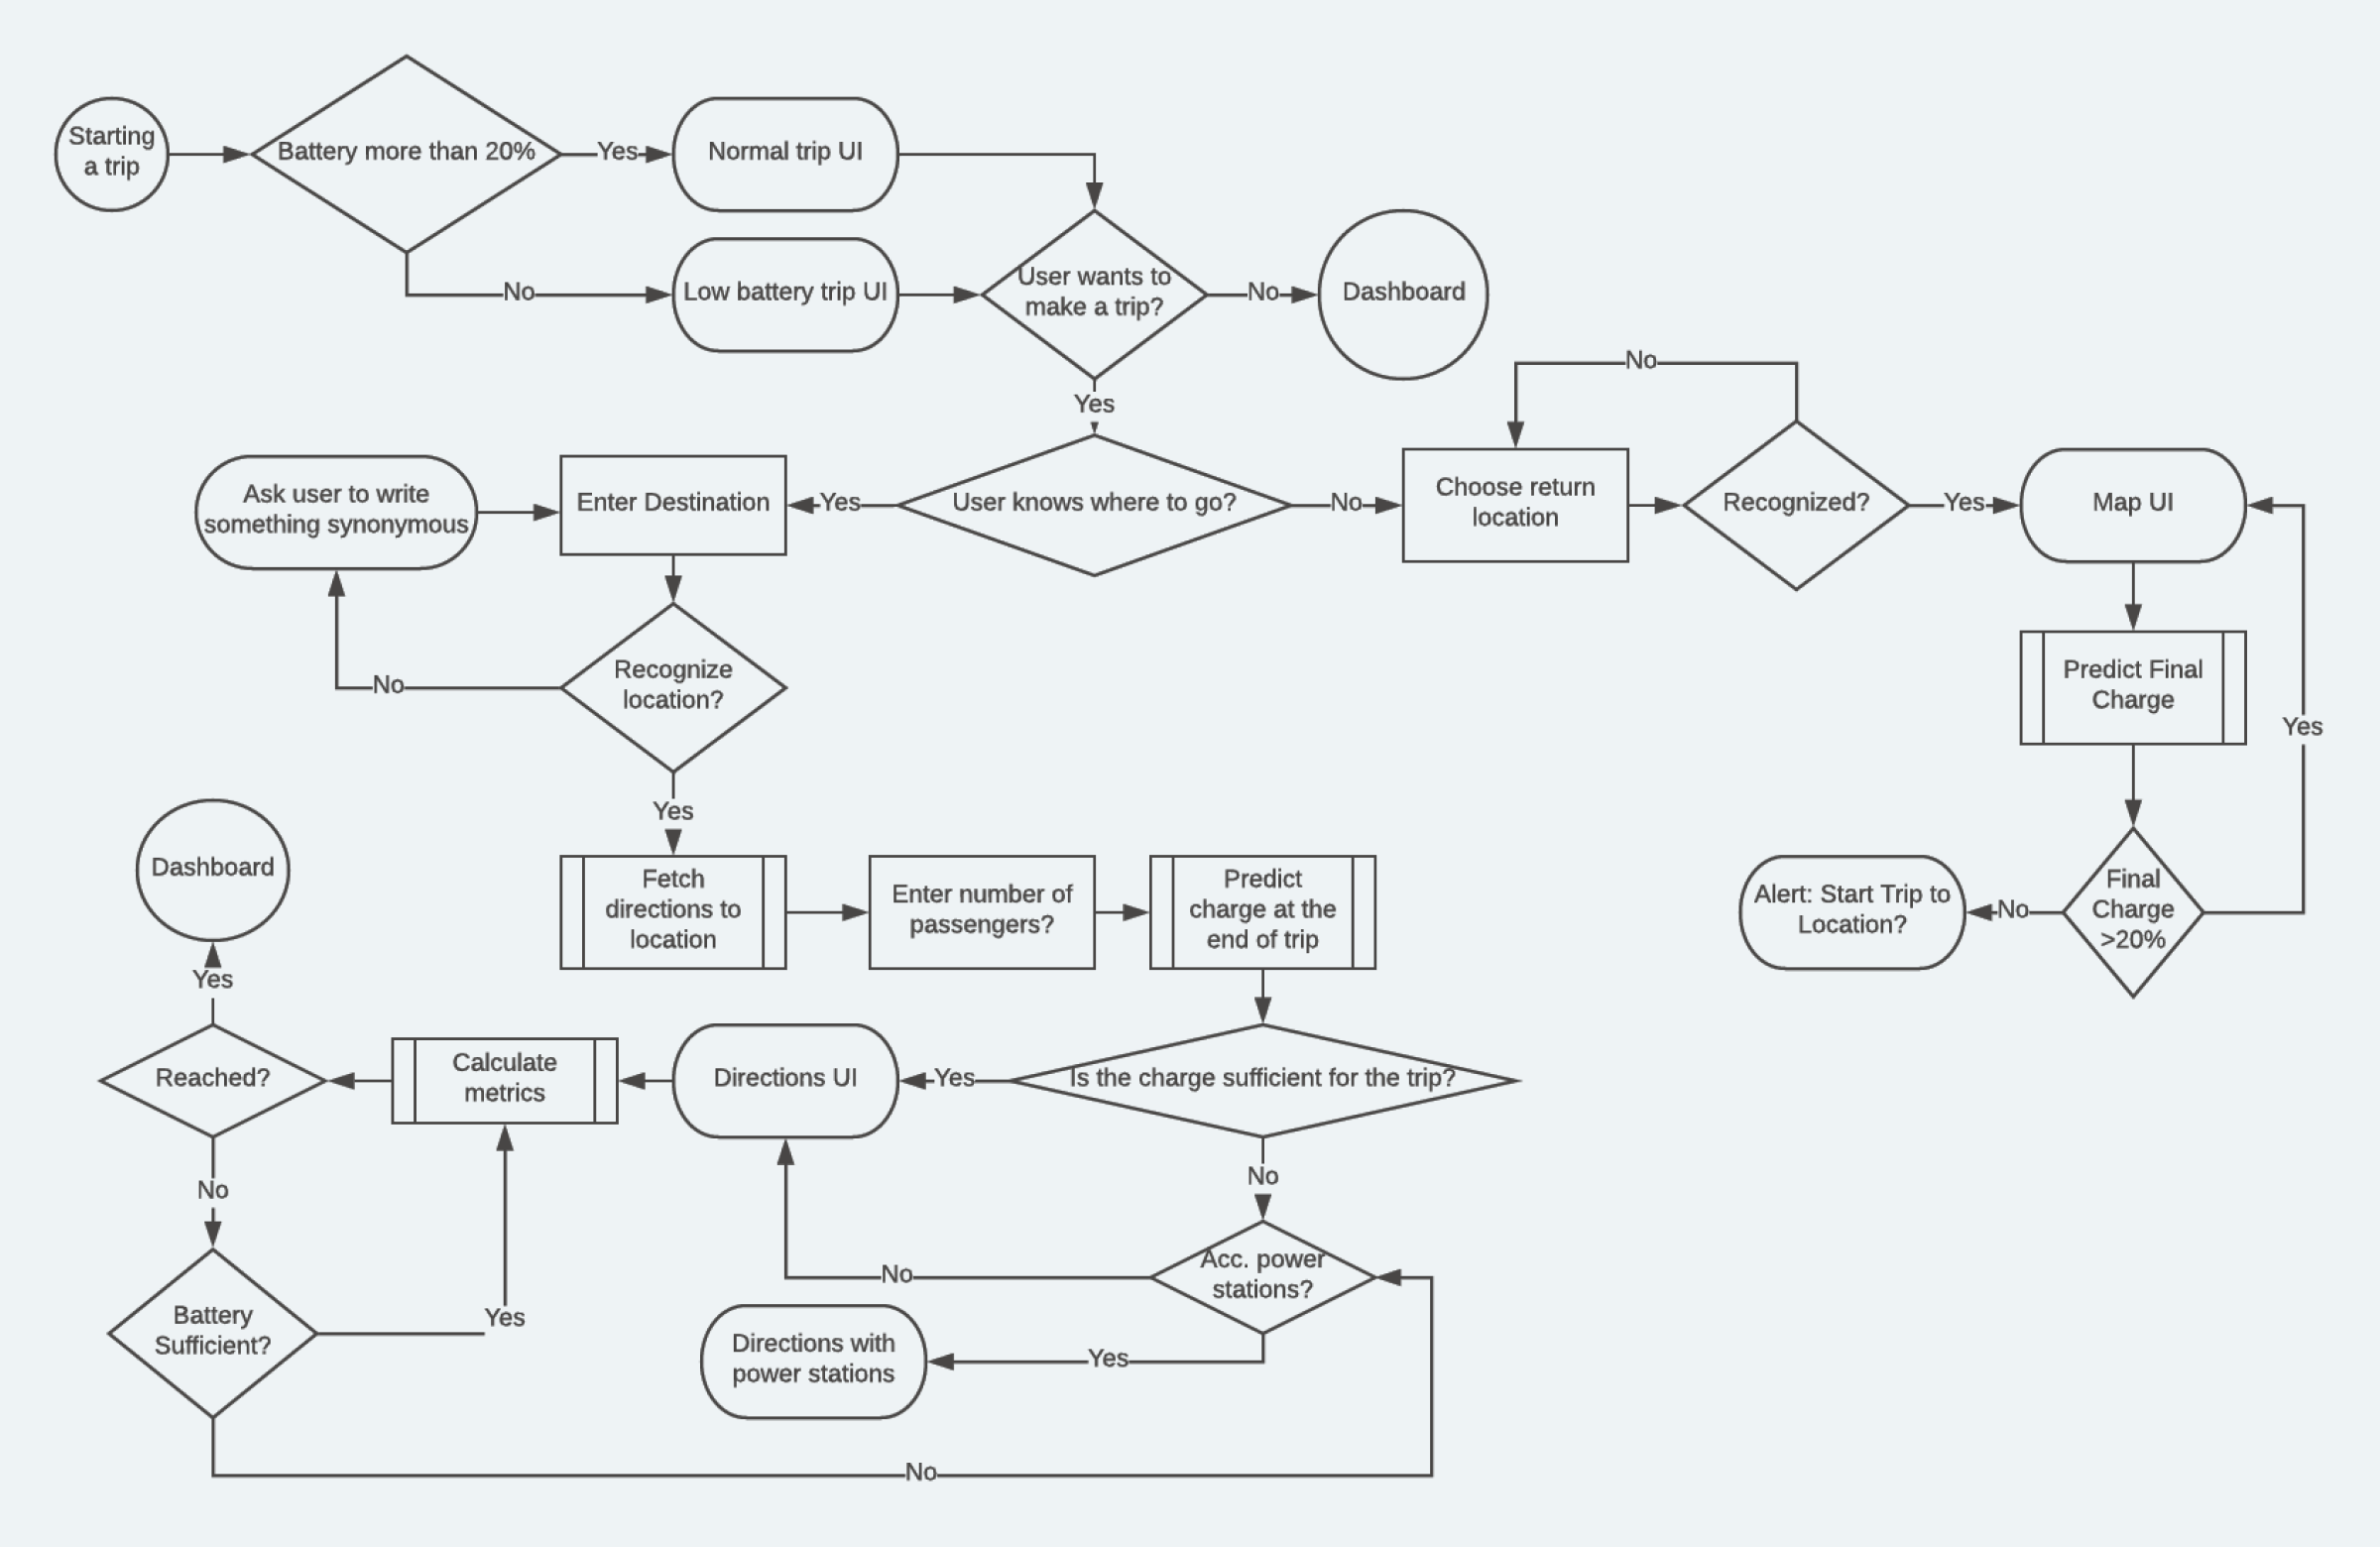 Starting
a trip
Battery more than 20%
Yes
Normal trip UI
No
Low battery trip UI
User wants to
make a trip?
No
Dashboard
Yes
No
Ask user to write
something synonymous
Enter Destination
Yes
User knows where to go?
No
Choose return
location
Recognized?
Yes
Map UI
Recognize
location?
No
Predict Final
Charge
Yes
Yes
Dashboard
Fetch
directions to
location
Enter number of
passengers?
Predict
charge at the
end of trip
Alert: Start Trip to
Location?
No
Final
Charge
>20%
Yes
Reached?
Calculate
metrics
Directions UI
Yes
Is the charge sufficient for the trip?
No
No
Battery
Sufficient?
Yes
No
Acc. power
stations?
Directions with
power stations
Yes
No